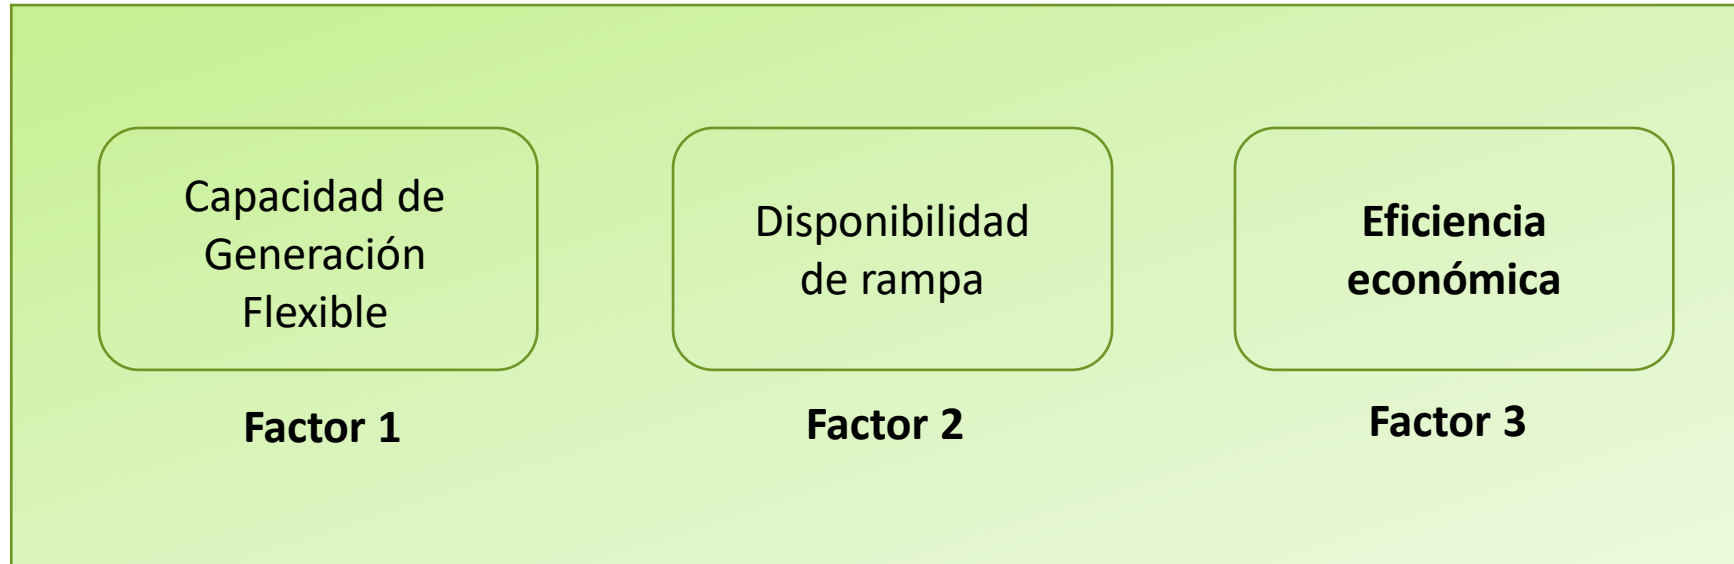 Capacidad de
Generación
Flexible
Factor 1
Disponibilidad
de rampa
Factor 2
Eficiencia
económica
Factor 3